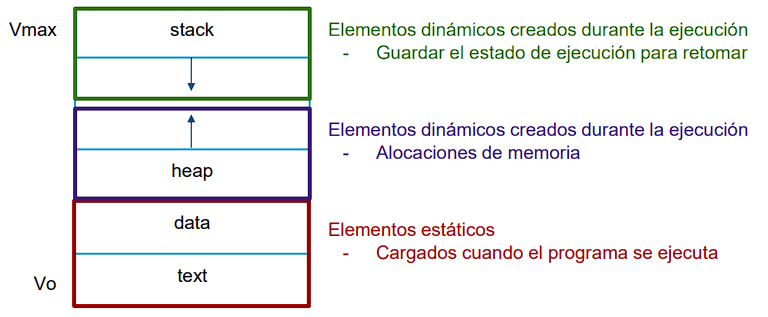 Vmax
stack
Elementos dinámicos creados durante la ejecución
- Guardar el estado de ejecución para retomar
Elementos dinámicos creados durante la ejecución
- Alocaciones de memoria
heap
data
Elementos estáticos
- Cargados cuando el programa se ejecuta
text
Vo